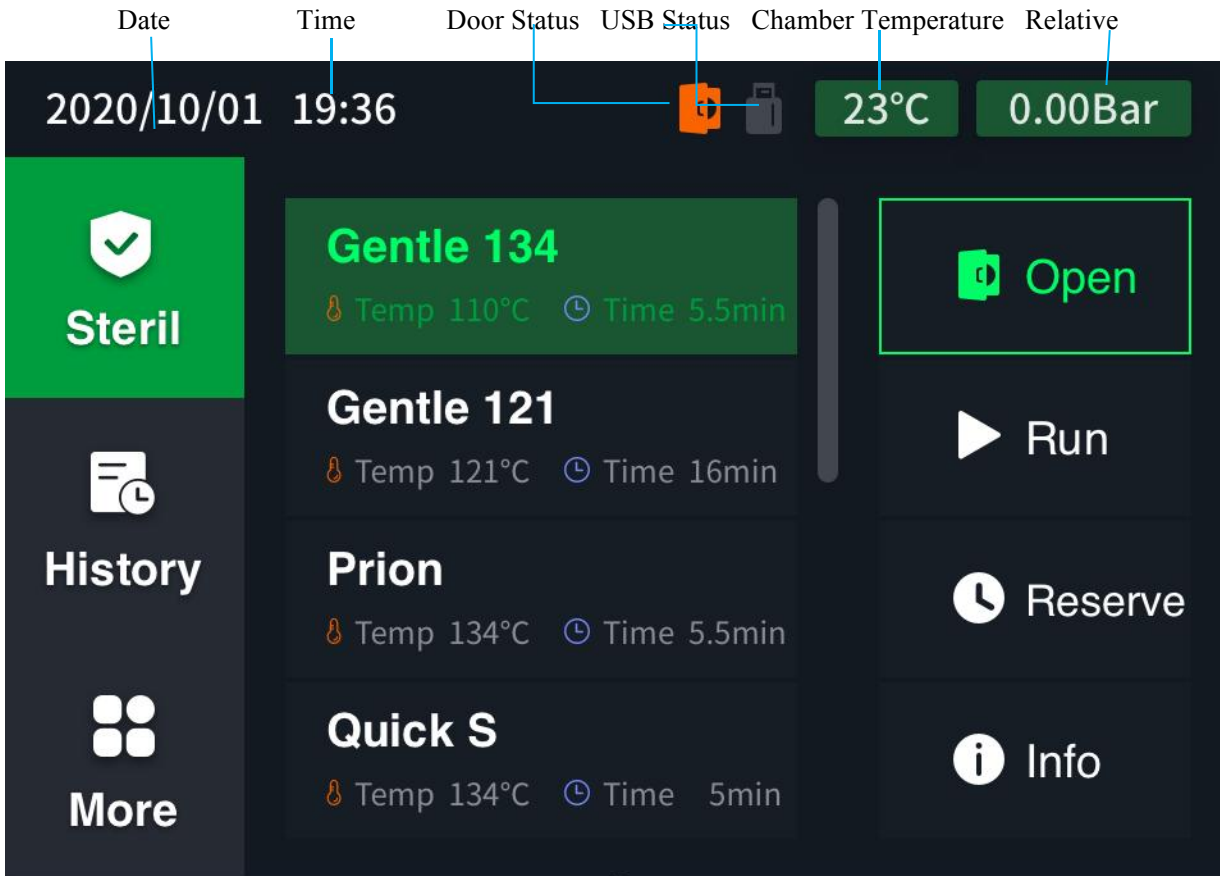 Date Time Door Status USB Status Chamber Temperature Relative
2020/10/01 19:36 23℃ 0.00Bar
Steril
History
More
Gentle 134
Temp 110℃ Time 5.5min
Gentle 121
Temp 121℃ Time 16min
Prion
Temp 134℃ Time 5.5min
Quick S
Temp 134℃ Time 5min
Open
Run
Reserve
Info